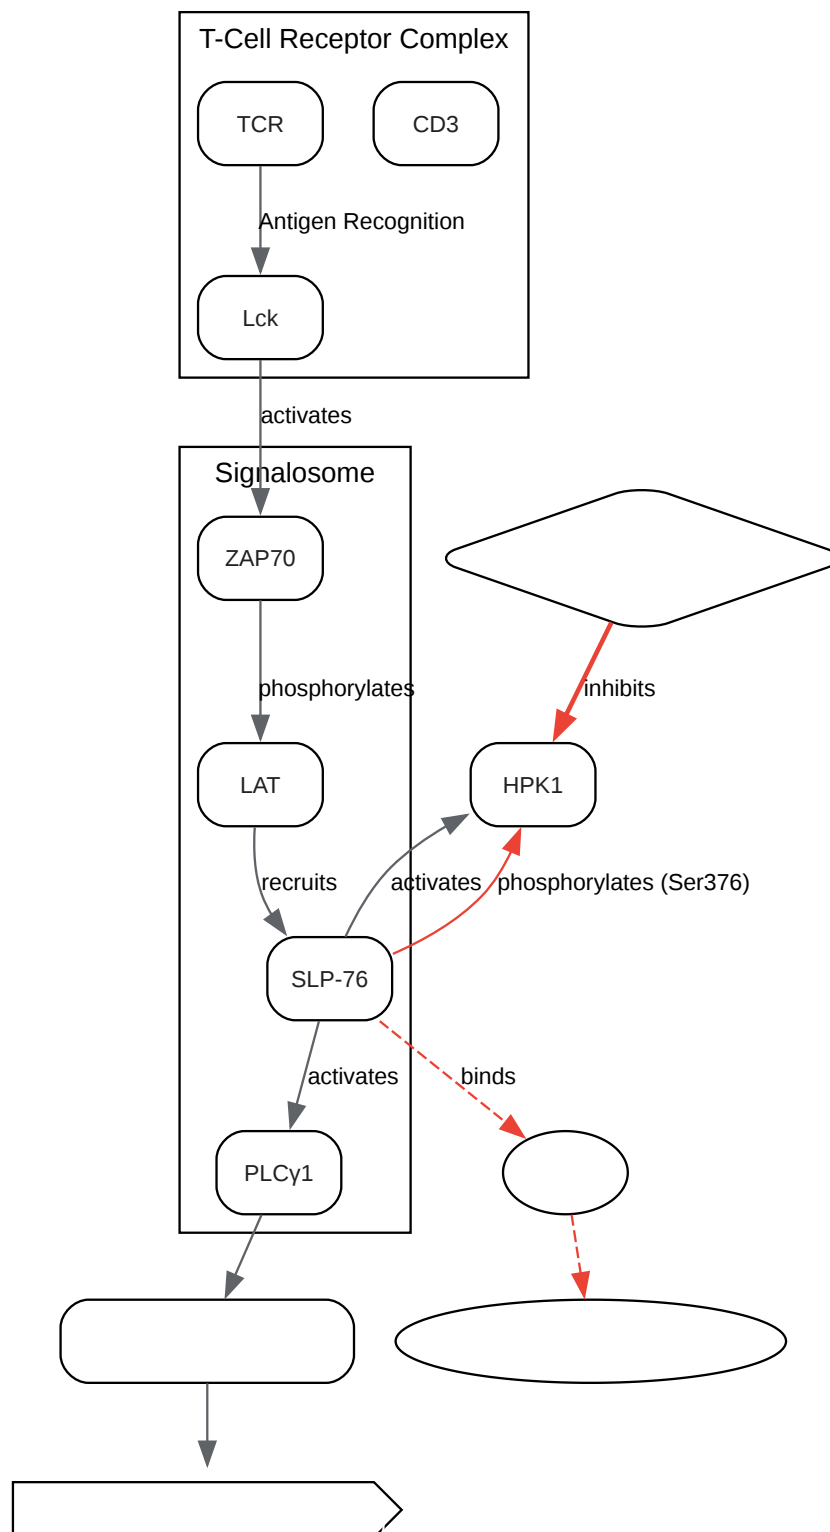 T-Cell Receptor Complex
TCR
CD3
Antigen Recognition
Lck
activates
Signalosome
ZAP70
phosphorylates
inhibits
LAT
HPK1
recruits
activates
phosphorylates (Ser376)
SLP-76
activates
binds
PLCγ1